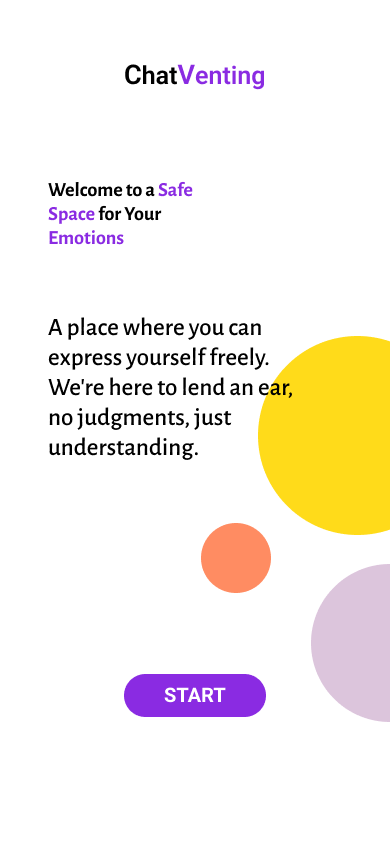 ChatVenting
Welcome to a Safe
Space for Your
Emotions
A place where you can
express yourself freely.
We're here to lend an ear,
no judgments, just
understanding.
START